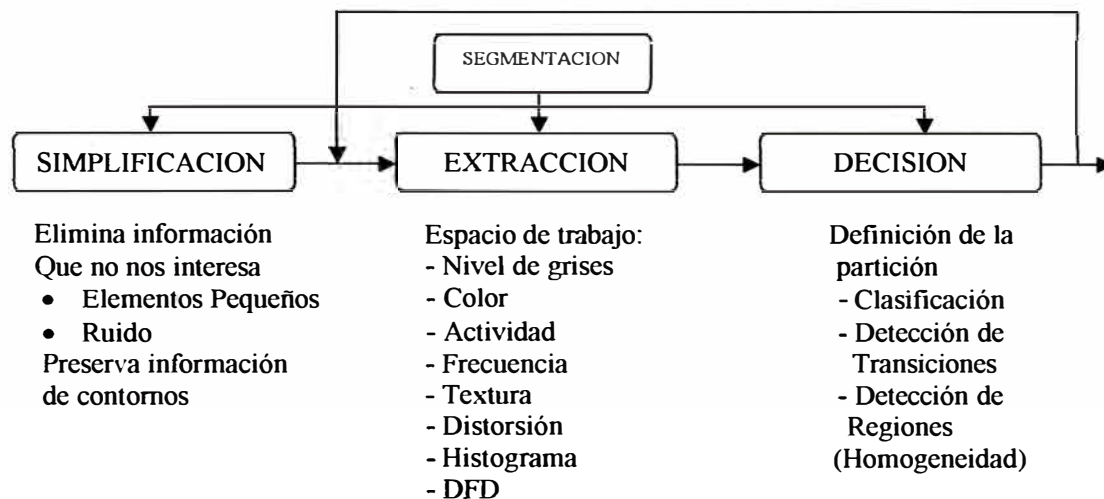 SEGMENTACION
SIMPLIFICACION
EXTRACCION
DECISION
Elimina información
Que no nos interesa
• Elementos Pequeños
• Ruido
Preserva información
de contornos
Espacio de trabajo:
- Nivel de grises
- Color
- Actividad
- Frecuencia
- Textura
- Distorsión
- Histograma
- DFD
Definición de la
partición
- Clasificación
- Detección de
Transiciones
- Detección de
Regiones
(Homogeneidad)